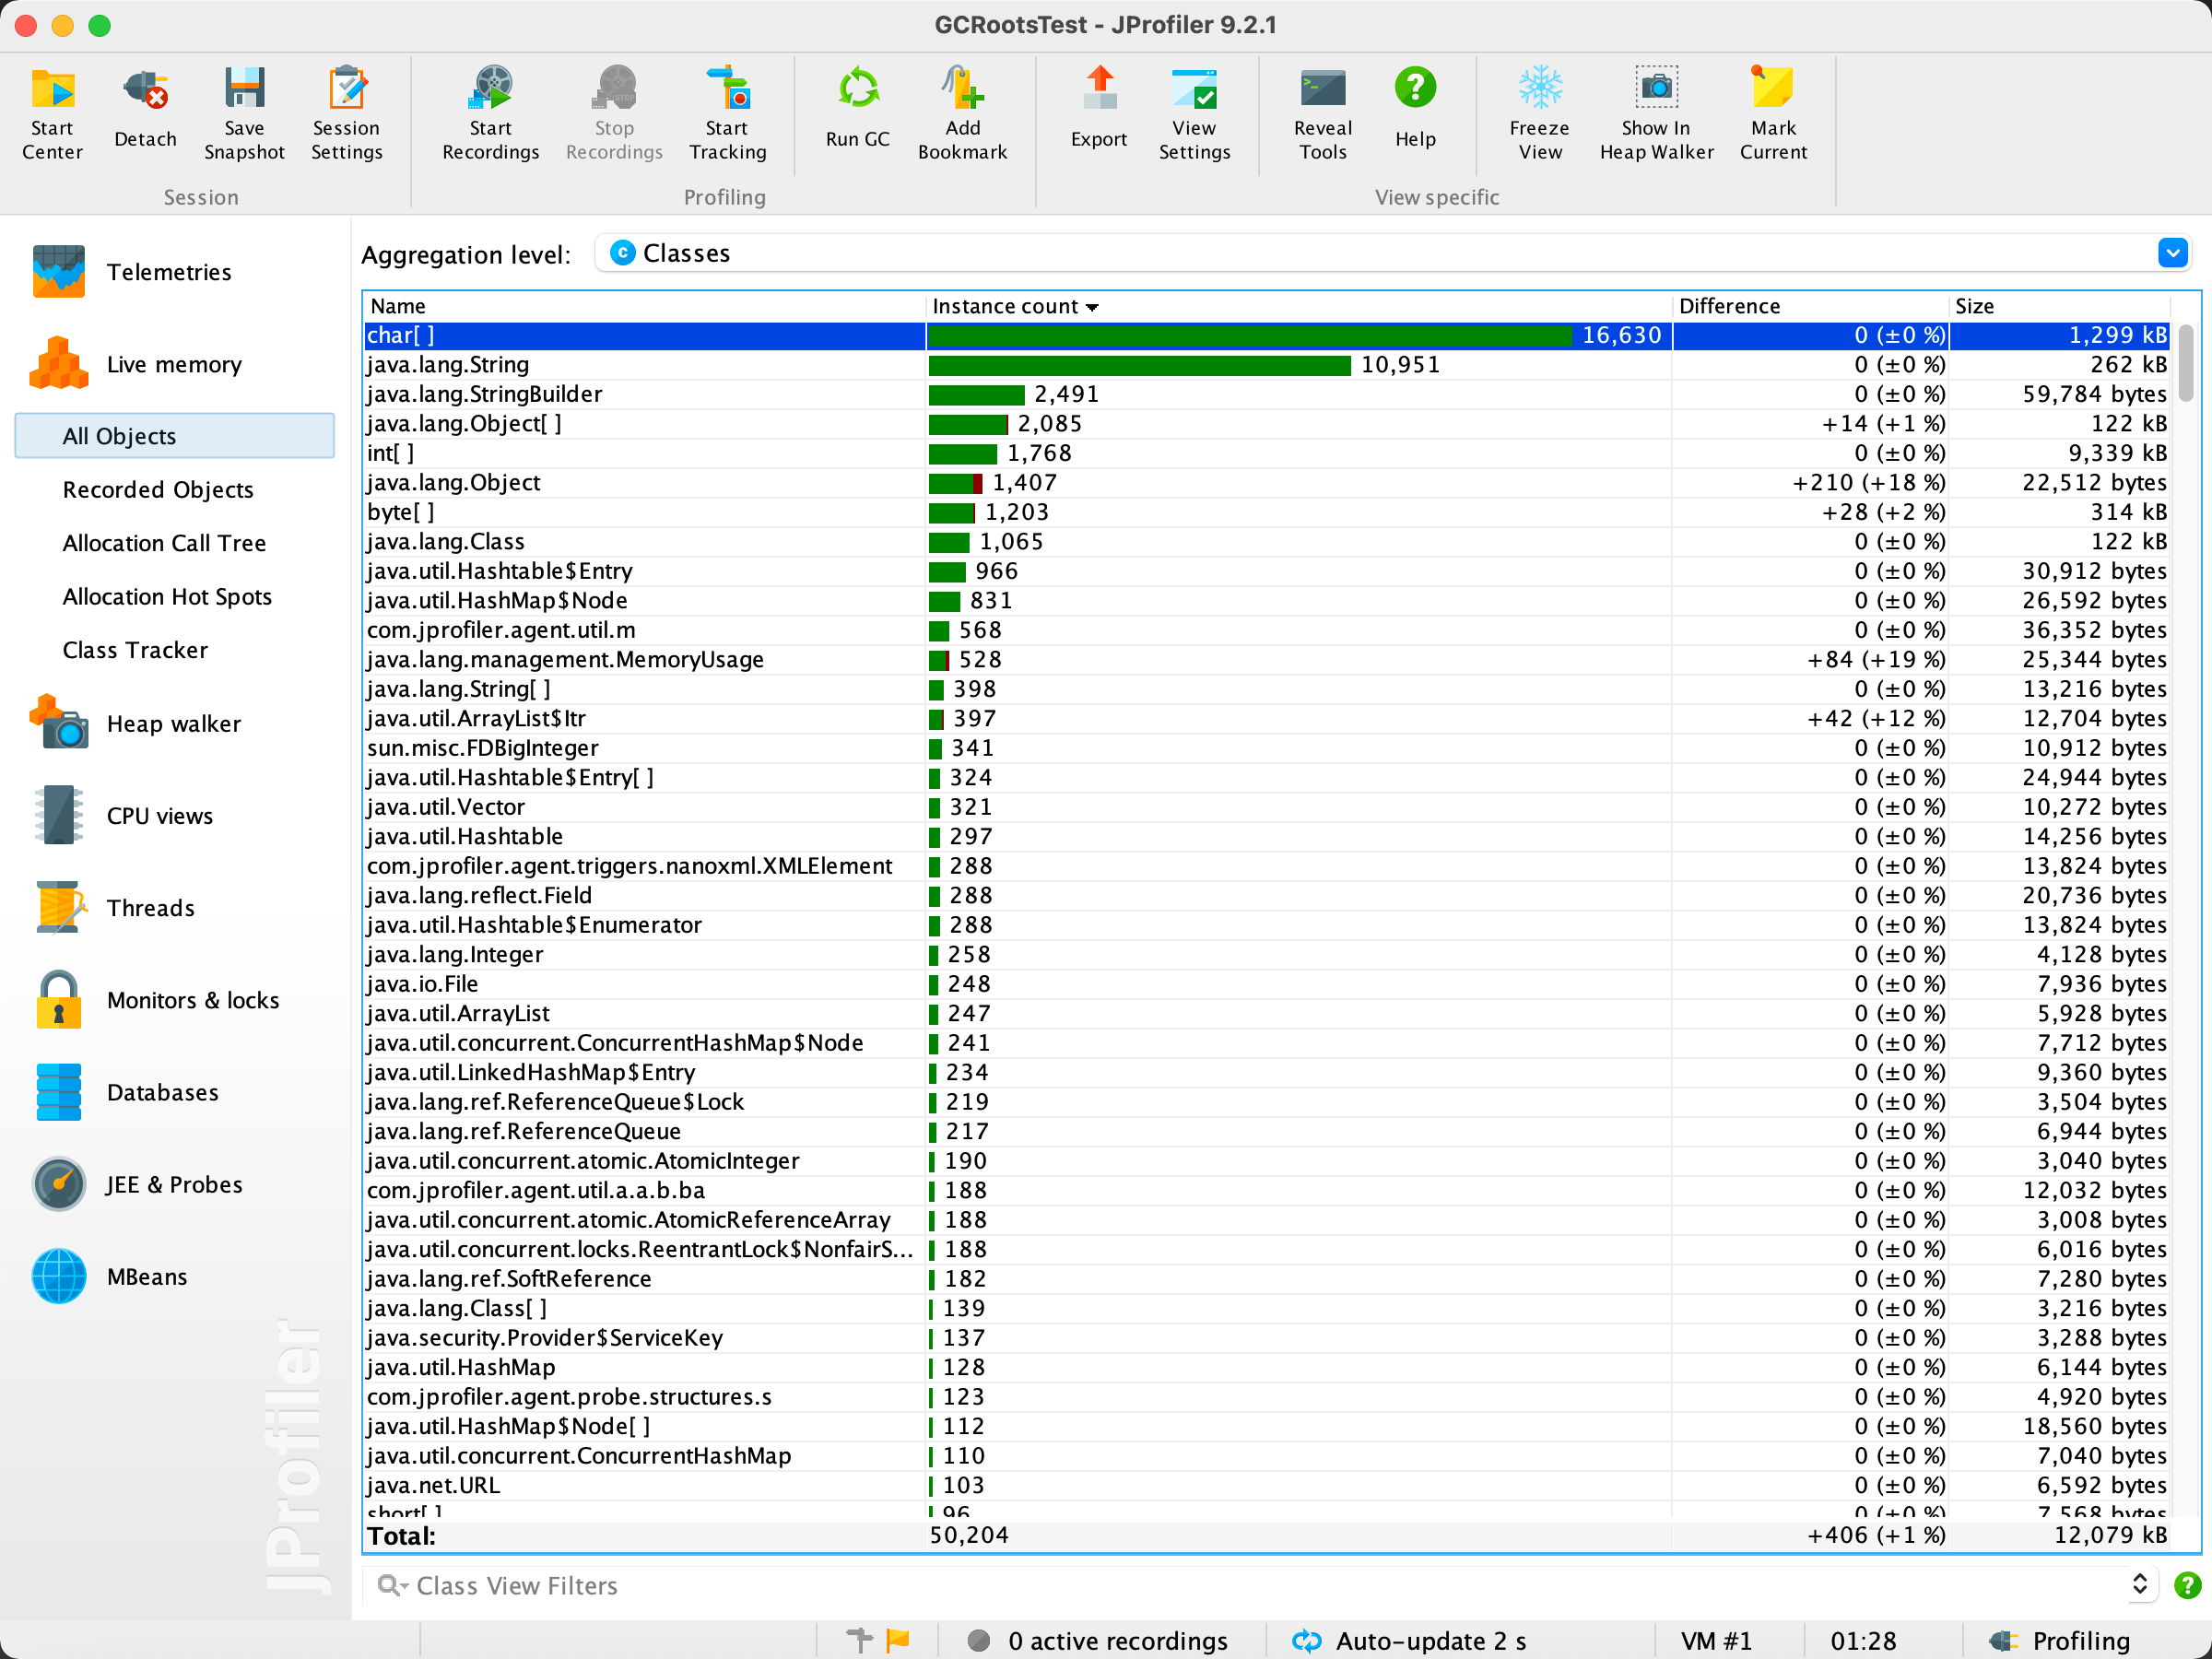 GCRootsTest - JProfiler 9.2.1
Start Center
Detach
Save Snapshot
Session Settings
Start Recordings
Stop Recordings
Start Tracking
Run GC
Add Bookmark
Export
View Settings
Reveal Tools
Help
Freeze View
Show In Heap Walker
Mark Current
Session
Profiling
View specific
Telemetries
Live memory
All Objects
Recorded Objects
Allocation Call Tree
Allocation Hot Spots
Class Tracker
Heap walker
CPU views
Threads
Monitors & locks
Databases
JEE & Probes
MBeans
JProfiler
Aggregation level: c Classes
Name Instance count Difference Size
char[ ] 16,630 0 (±0 %) 1,299 kB
java.lang.String 10,951 0 (±0 %) 262 kB
java.lang.StringBuilder 2,491 0 (±0 %) 59,784 bytes
java.lang.Object[ ] 2,085 +14 (+1 %) 122 kB
int[ ] 1,768 0 (±0 %) 9,339 kB
java.lang.Object 1,407 +210 (+18 %) 22,512 bytes
byte[ ] 1,203 +28 (+2 %) 314 kB
java.lang.Class 1,065 0 (±0 %) 122 kB
java.util.Hashtable$Entry 966 0 (±0 %) 30,912 bytes
java.util.HashMap$Node 831 0 (±0 %) 26,592 bytes
com.jprofiler.agent.util.m 568 0 (±0 %) 36,352 bytes
java.lang.management.MemoryUsage 528 +84 (+19 %) 25,344 bytes
java.lang.String[ ] 398 0 (±0 %) 13,216 bytes
java.util.ArrayList$Itr 397 +42 (+12 %) 12,704 bytes
sun.misc.FDBigInteger 341 0 (±0 %) 10,912 bytes
java.util.Hashtable$Entry[ ] 324 0 (±0 %) 24,944 bytes
java.util.Vector 321 0 (±0 %) 10,272 bytes
java.util.Hashtable 297 0 (±0 %) 14,256 bytes
com.jprofiler.agent.triggers.nanoxml.XMLElement 288 0 (±0 %) 13,824 bytes
java.lang.reflect.Field 288 0 (±0 %) 20,736 bytes
java.util.Hashtable$Enumerator 288 0 (±0 %) 13,824 bytes
java.lang.Integer 258 0 (±0 %) 4,128 bytes
java.io.File 248 0 (±0 %) 7,936 bytes
java.util.ArrayList 247 0 (±0 %) 5,928 bytes
java.util.concurrent.ConcurrentHashMap$Node 241 0 (±0 %) 7,712 bytes
java.util.LinkedHashMap$Entry 234 0 (±0 %) 9,360 bytes
java.lang.ref.ReferenceQueue$Lock 219 0 (±0 %) 3,504 bytes
java.lang.ref.ReferenceQueue 217 0 (±0 %) 6,944 bytes
java.util.concurrent.atomic.AtomicInteger 190 0 (±0 %) 3,040 bytes
com.jprofiler.agent.util.a.a.b.ba 188 0 (±0 %) 12,032 bytes
java.util.concurrent.atomic.AtomicReferenceArray 188 0 (±0 %) 3,008 bytes
java.util.concurrent.locks.ReentrantLock$NonfairS... 188 0 (±0 %) 6,016 bytes
java.lang.ref.SoftReference 182 0 (±0 %) 7,280 bytes
java.lang.Class[ ] 139 0 (±0 %) 3,216 bytes
java.security.Provider$ServiceKey 137 0 (±0 %) 3,288 bytes
java.util.HashMap 128 0 (±0 %) 6,144 bytes
com.jprofiler.agent.probe.structures.s 123 0 (±0 %) 4,920 bytes
java.util.HashMap$Node[ ] 112 0 (±0 %) 18,560 bytes
java.util.concurrent.ConcurrentHashMap 110 0 (±0 %) 7,040 bytes
java.net.URL 103 0 (±0 %) 6,592 bytes
short[ ] 96 0 (±0 %) 7,568 bytes
Total: 50,204 +406 (+1 %) 12,079 kB
Class View Filters
0 active recordings Auto-update 2 s VM #1 01:28 Profiling